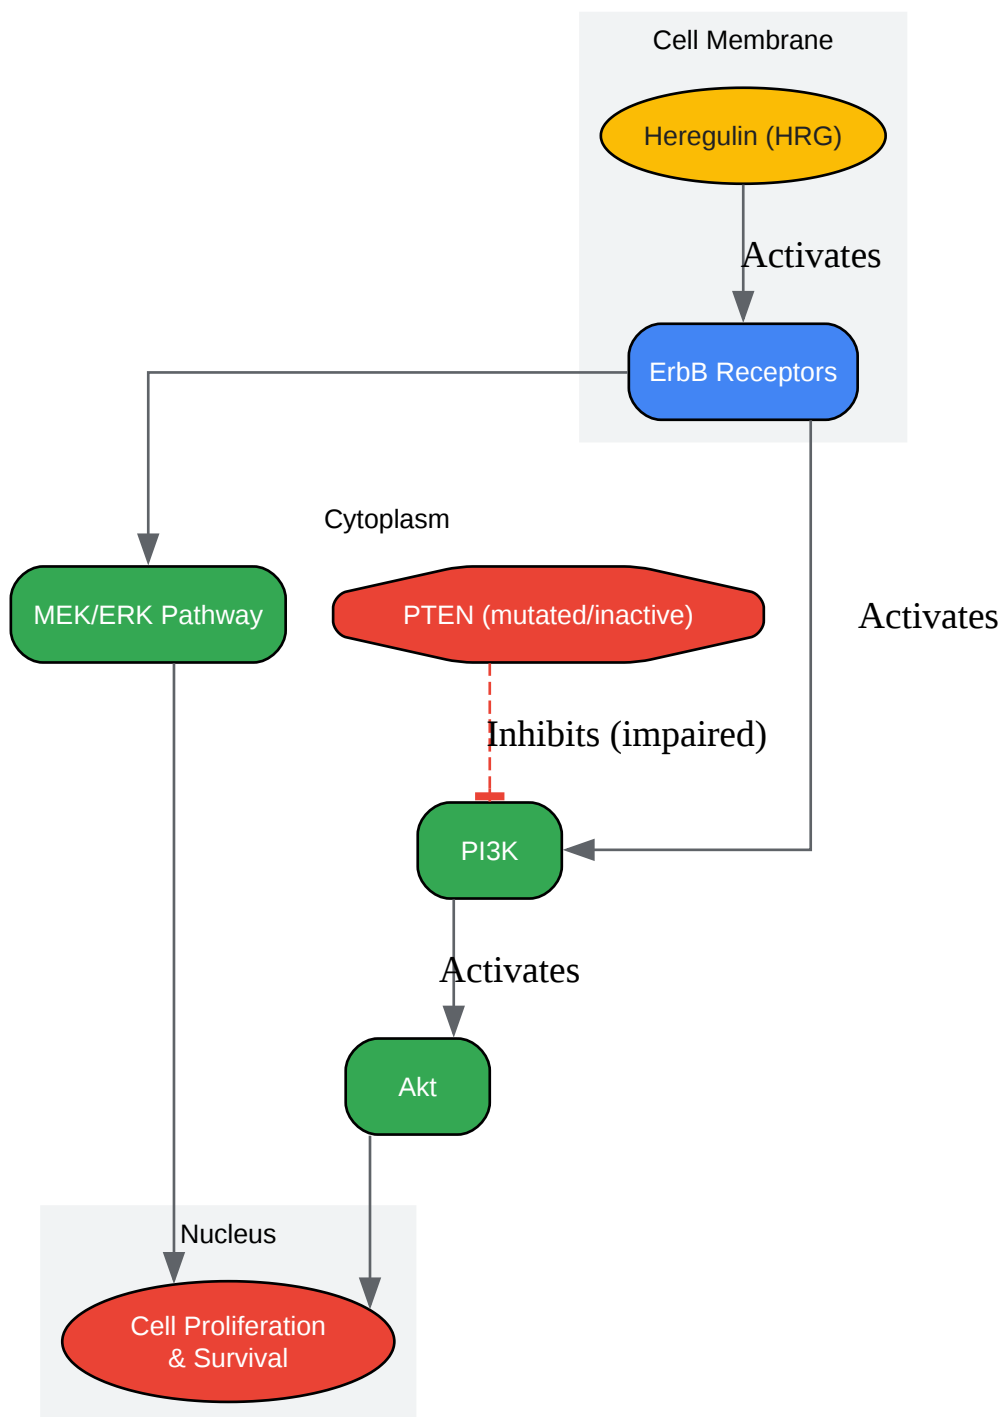 Cell Membrane
Heregulin (HRG)
Activates
ErbB Receptors
Cytoplasm
MEK/ERK Pathway
PTEN (mutated/inactive)
Activates
Inhibits (impaired)
PI3K
Activates
Akt
Nucleus
Cell Proliferation
& Survival